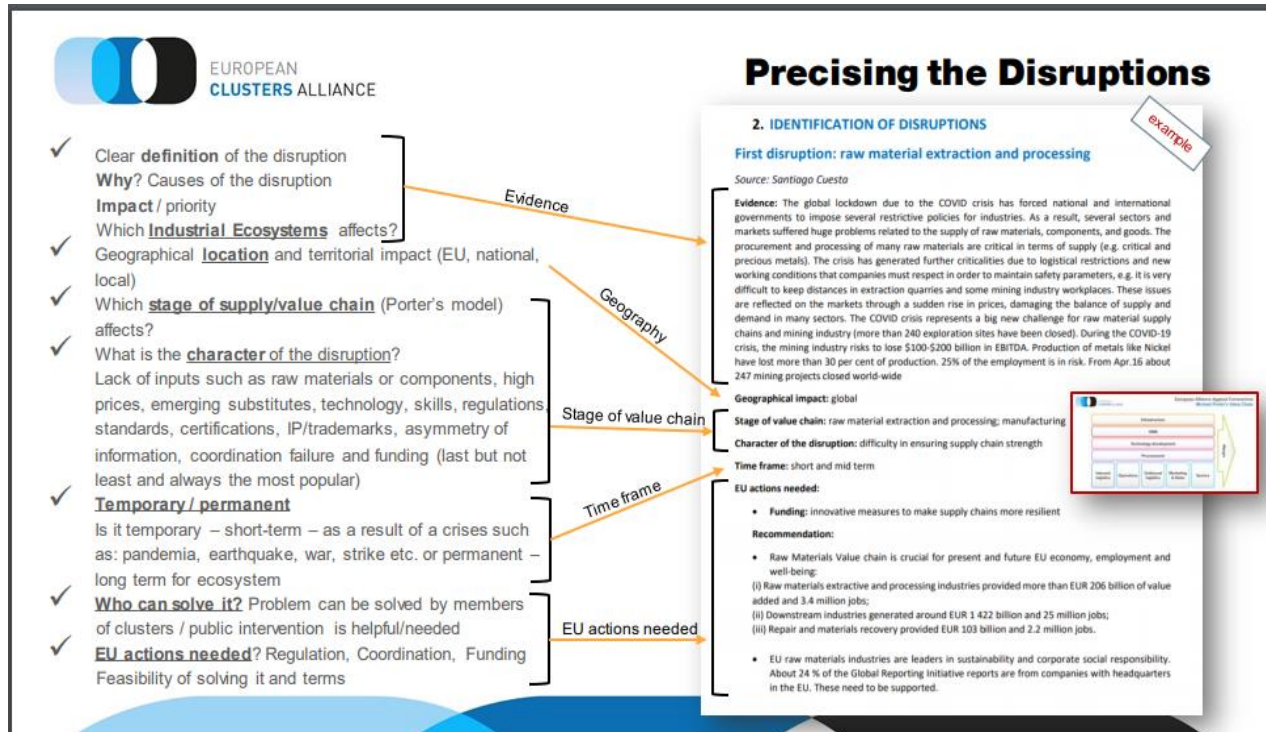 EUROPEAN
CLUSTERS ALLIANCE
Precising the Disruptions
✓ Clear definition of the disruption
Why? Causes of the disruption
Impact / priority
Which Industrial Ecosystems affects?
✓ Geographical location and territorial impact (EU, national,
local)
✓ Which stage of supply/value chain (Porter's model)
affects?
✓ What is the character of the disruption?
Lack of inputs such as raw materials or components, high
prices, emerging substitutes, technology, skills, regulations,
standards, certifications, IP/trademarks, asymmetry of
information, coordination failure and funding (last but not
least and always the most popular)
✓ Temporary / permanent
Is it temporary – short-term – as a result of a crises such
as: pandemia, earthquake, war, strike etc. or permanent –
long term for ecosystem
✓ Who can solve it? Problem can be solved by members
of clusters / public intervention is helpful/needed
✓ EU actions needed? Regulation, Coordination, Funding
Feasibility of solving it and terms
Evidence
Geography
Stage of value chain
Time frame
EU actions needed
example
2. IDENTIFICATION OF DISRUPTIONS
First disruption: raw material extraction and processing
Source: Santiago Cuesta
Evidence: The global lockdown due to the COVID crisis has forced national and international
governments to impose several restrictive policies for industries. As a result, several sectors and
markets suffered huge problems related to the supply of raw materials, components, and goods. The
procurement and processing of many raw materials are critical in terms of supply (e.g. critical and
precious metals). The crisis has generated further criticalities due to logistical restrictions and new
working conditions that companies must respect in order to maintain safety parameters, e.g. it is very
difficult to keep distances in extraction quarries and some mining industry workplaces. These issues
are reflected on the markets through a sudden rise in prices, damaging the balance of supply and
demand in many sectors. The COVID crisis represents a big new challenge for raw material supply
chains and mining industry (more than 240 exploration sites have been closed). During the COVID-19
crisis, the mining industry risks to lose $100-$200 billion in EBITDA. Production of metals like Nickel
have lost more than 30 per cent of production. 25% of the employment is in risk. From Apr.16 about
247 mining projects closed world-wide
Geographical impact: global
Stage of value chain: raw material extraction and processing; manufacturing
Character of the disruption: difficulty in ensuring supply chain strength
Time frame: short and mid term
EU actions needed:
• Funding: innovative measures to make supply chains more resilient
Recommendation:
• Raw Materials Value chain is crucial for present and future EU economy, employment and
well-being:
(i) Raw materials extractive and processing industries provided more than EUR 206 billion of value
added and 3.4 million jobs;
(ii) Downstream industries generated around EUR 1 422 billion and 25 million jobs;
(iii) Repair and materials recovery provided EUR 103 billion and 2.2 million jobs.
• EU raw materials industries are leaders in sustainability and corporate social responsibility.
About 24 % of the Global Reporting Initiative reports are from companies with headquarters
in the EU. These need to be supported.
Infrastructure
Technology development
Procurement
Operations
Service